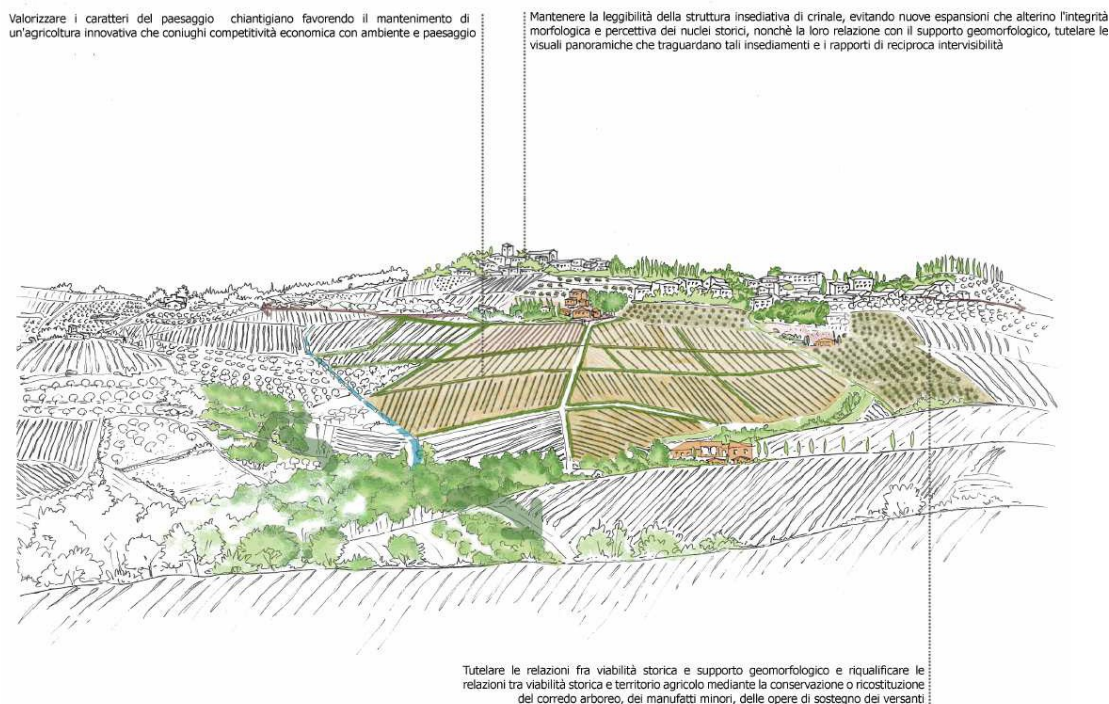 Valorizzare i caratteri del paesaggio chiantigiano favorendo il mantenimento di
un'agricoltura innovativa che coniughi competitività economica con ambiente e paesaggio
Mantenere la leggibilità della struttura insediativa di crinale, evitando nuove espansioni che alterino l'integrità
morfologica e percettiva dei nuclei storici, nonchè la loro relazione con il supporto geomorfologico, tutelare le
visuali panoramiche che traguardano tali insediamenti e i rapporti di reciproca intervisibilità
Tutelare le relazioni fra viabilità storica e supporto geomorfologico e riqualificare le
relazioni tra viabilità storica e territorio agricolo mediante la conservazione o ricostituzione
del corredo arboreo, dei manufatti minori, delle opere di sostegno dei versanti